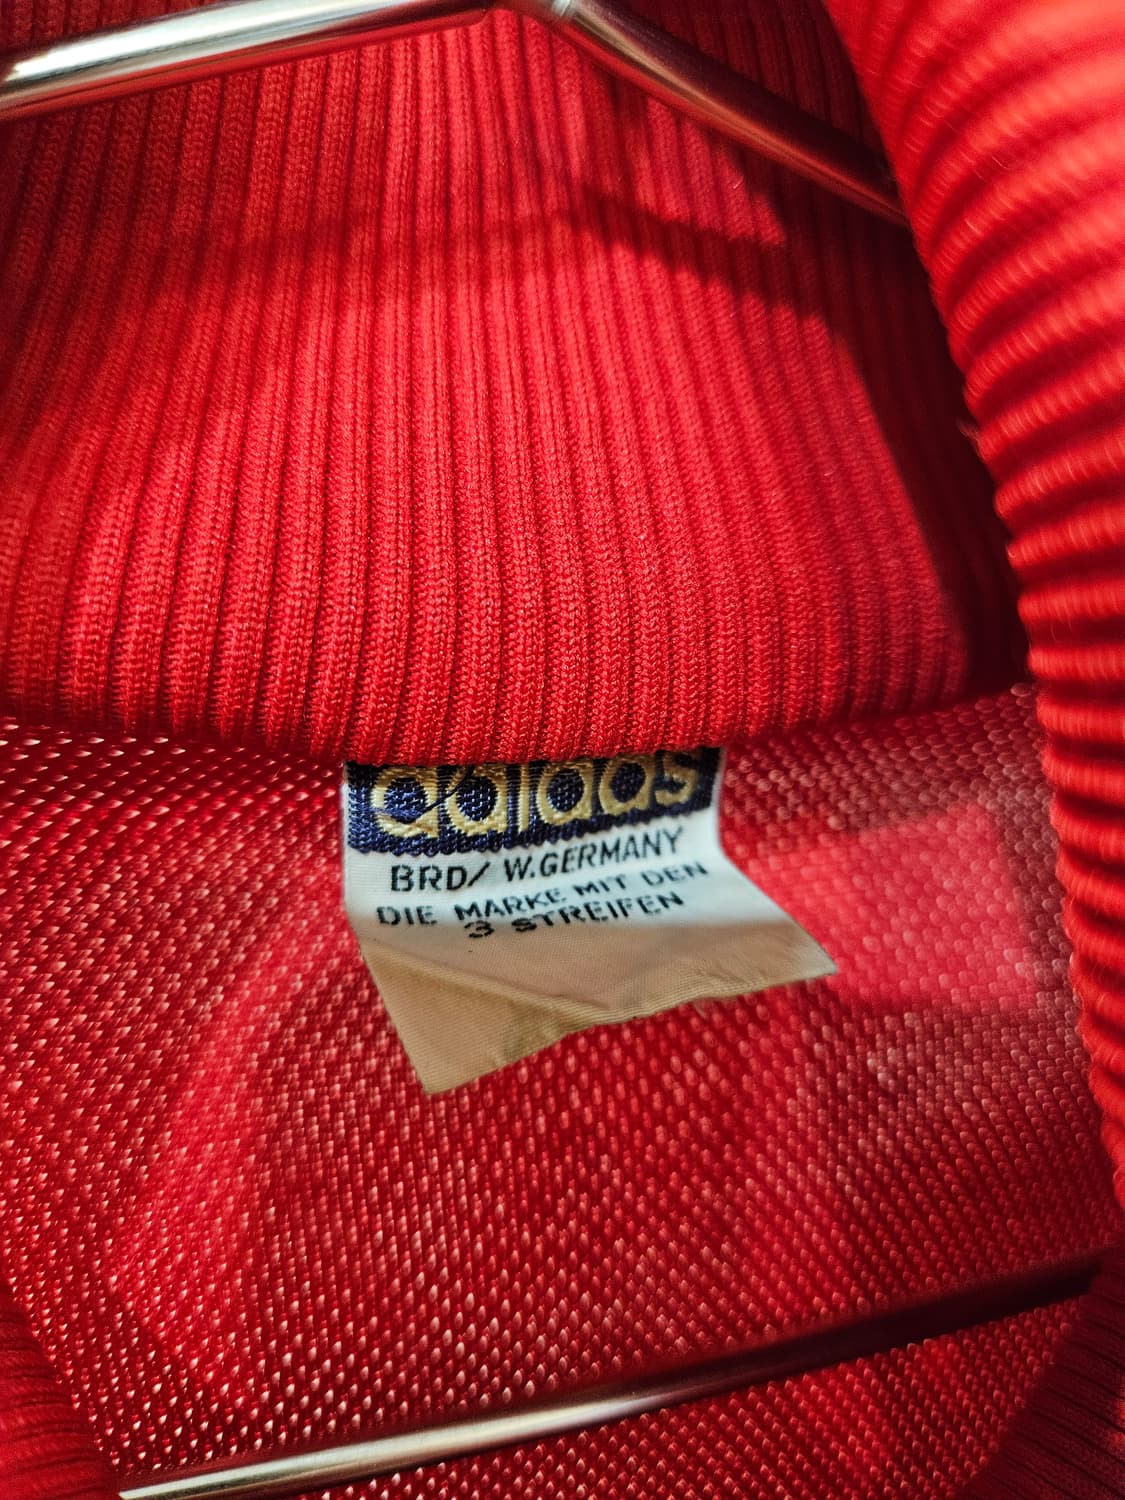 adidas
BRD/ W.GERMANY
DIE MARKE MIT DEN
3 STREIFEN